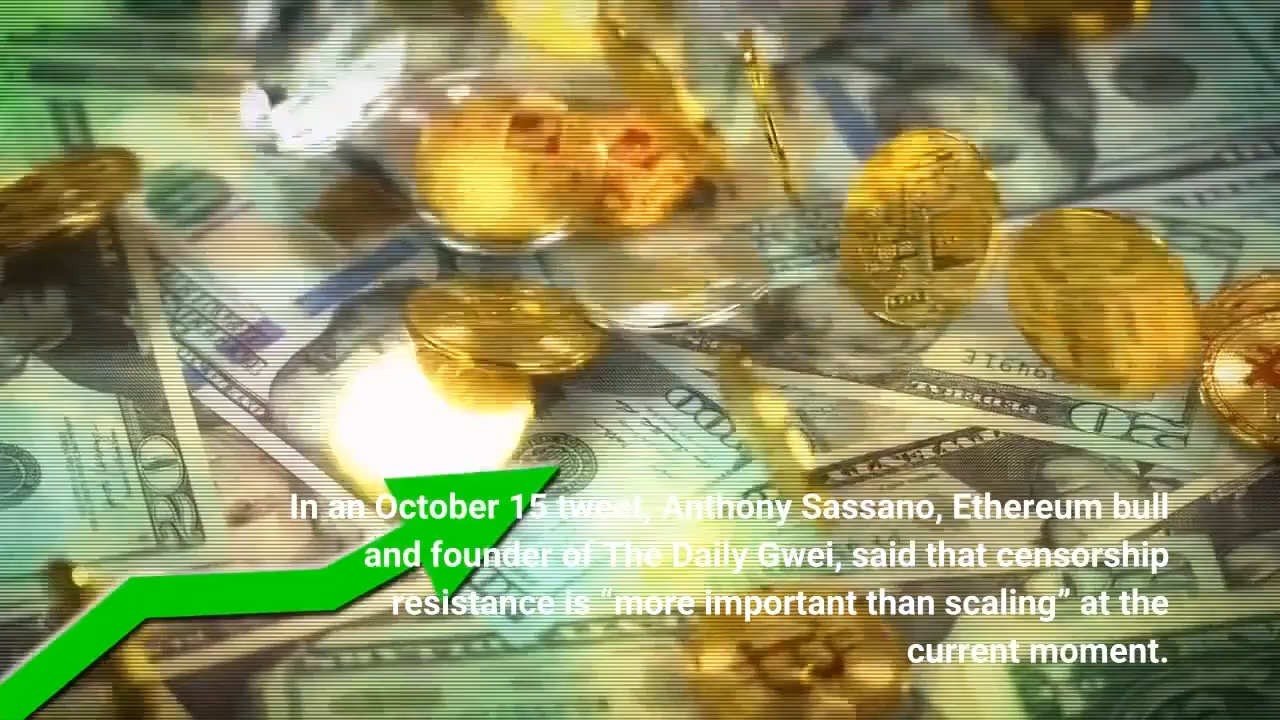 In an October 15 tweet, Anthony Sassano, Ethereum bull
and founder of The Daily Gwei, said that censorship
resistance is “more important than scaling” at the
current moment.